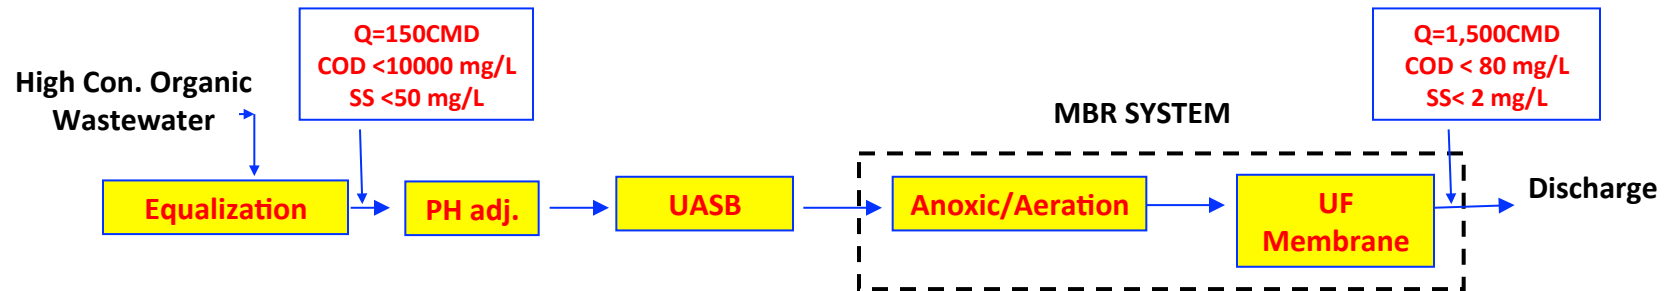 Q=150CMD
COD <10000 mg/L
SS <50 mg/L
Q=1,500CMD
COD < 80 mg/L
SS< 2 mg/L
High Con. Organic
Wastewater
MBR SYSTEM
Equalization
PH adj.
UASB
Anoxic/Aeration
UF
Membrane
Discharge